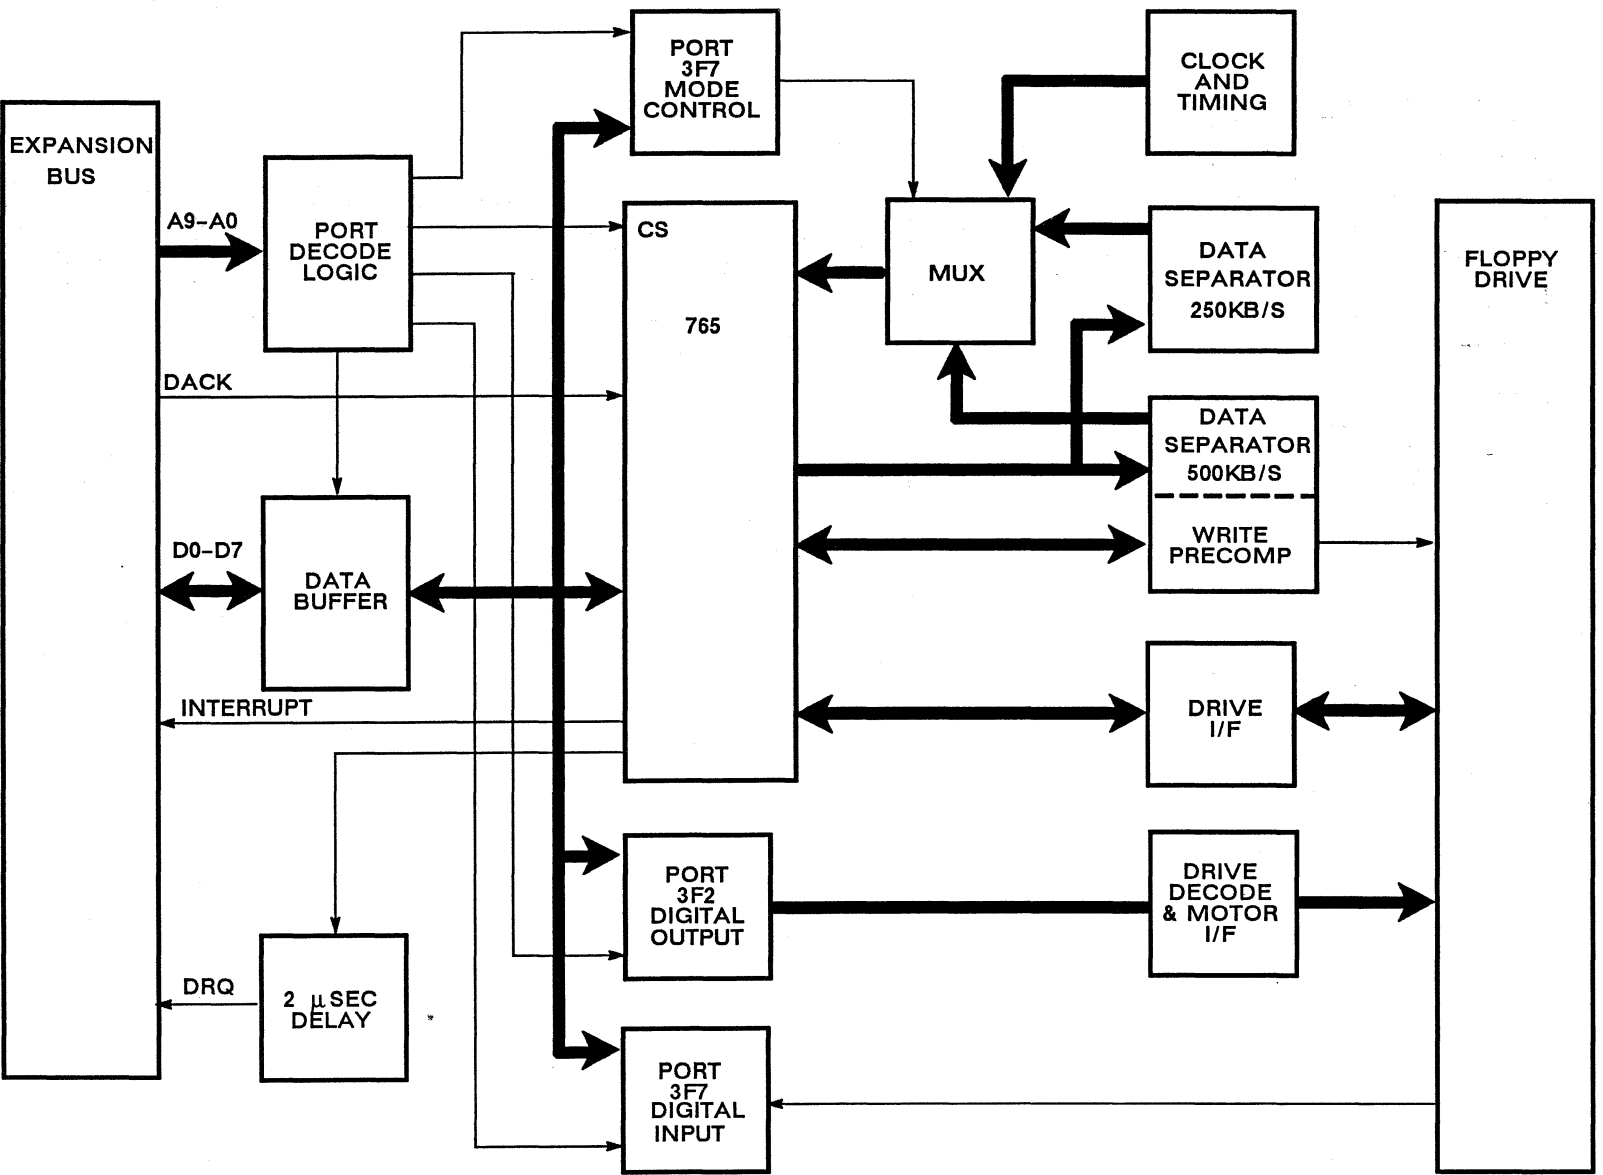 EXPANSION
BUS
A9-A0
PORT
DECODE
LOGIC
DACK
D0-D7
DATA
BUFFER
INTERRUPT
DRQ
2 μSEC
DELAY
PORT
3F7
MODE
CONTROL
CS
765
PORT
3F2
DIGITAL
OUTPUT
PORT
3F7
DIGITAL
INPUT
CLOCK
AND
TIMING
MUX
DATA
SEPARATOR
250KB/S
DATA
SEPARATOR
500KB/S
WRITE
PRECOMP
DRIVE
I/F
DRIVE
DECODE
& MOTOR
I/F
FLOPPY
DRIVE